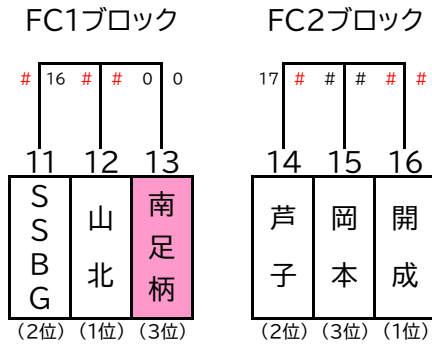 FC1ブロック FC2ブロック
# 16 # # 0 0 17 # # # # #
11 12 13 14 15 16
SSBG 山北 南足柄 芦子 岡本 開成
(2位) (1位) (3位) (2位) (3位) (1位)